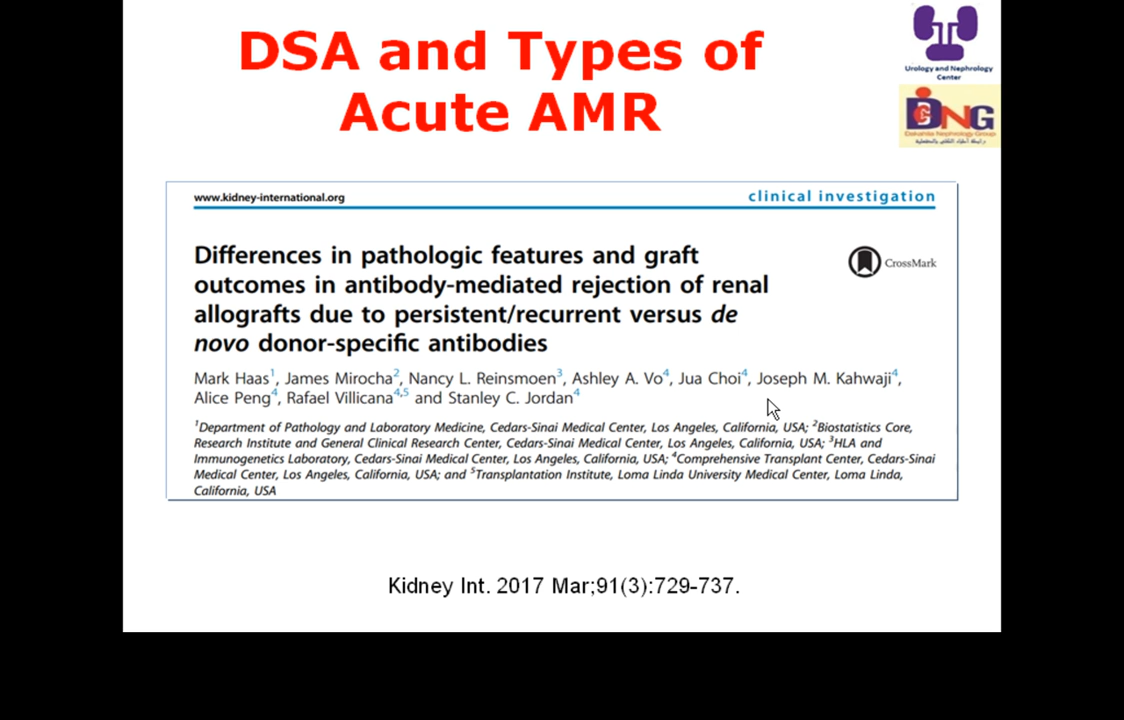 DSA and Types of
Acute AMR
Urology and Nephrology
Center
DNG
Dakahlia Nephrology Group
www.kidney-international.org
clinical investigation
Differences in pathologic features and graft
outcomes in antibody-mediated rejection of renal
allografts due to persistent/recurrent versus de
novo donor-specific antibodies
CrossMark
Mark Haas1, James Mirocha2, Nancy L. Reinsmoen3, Ashley A. Vo4, Jua Choi4, Joseph M. Kahwaji4,
Alice Peng4, Rafael Villicana4,5 and Stanley C. Jordan4
1Department of Pathology and Laboratory Medicine, Cedars-Sinai Medical Center, Los Angeles, California, USA; 2Biostatistics Core,
Research Institute and General Clinical Research Center, Cedars-Sinai Medical Center, Los Angeles, California, USA; 3HLA and
Immunogenetics Laboratory, Cedars-Sinai Medical Center, Los Angeles, California, USA; 4Comprehensive Transplant Center, Cedars-Sinai
Medical Center, Los Angeles, California, USA; and 5Transplantation Institute, Loma Linda University Medical Center, Loma Linda,
California, USA
Kidney Int. 2017 Mar;91(3):729-737.